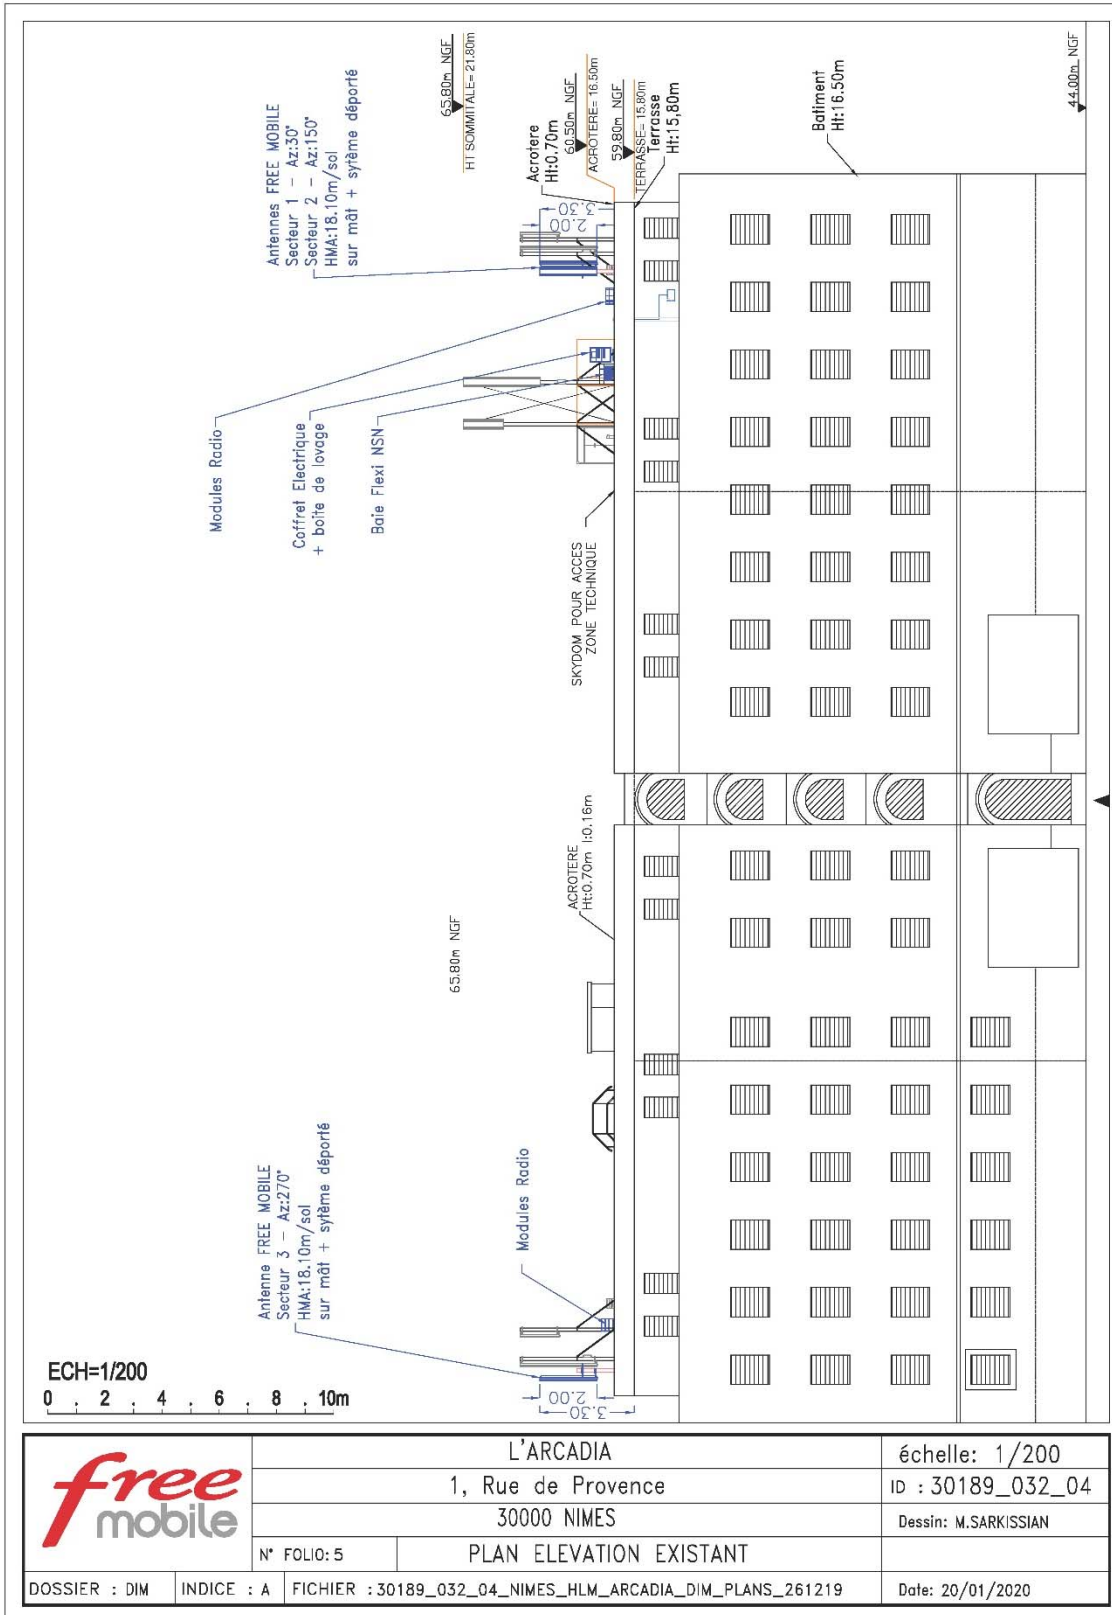 65.80m NGF
HT SOMMITALE= 21.80m
Antennes FREE MOBILE
Secteur 1 - Az:30°
Secteur 2 - Az:150°
HMA:18.10m/sol
sur mât + sytème déporté
Acrotere
Ht:0.70m
60.50m NGF
ACROTERE= 16.50m
59.80m NGF
TERRASSE= 15.80m
Terrasse
Ht:15,80m
Batiment
Ht:16.50m
44.00m NGF
3.30
2.00
Modules Radio
Coffret Electrique
+ boite de lovage
Baie Flexi NSN
SKYDOM POUR ACCES
ZONE TECHNIQUE
ACROTERE
Ht:0.70m l:0.16m
65.80m NGF
Antenne FREE MOBILE
Secteur 3 - Az:270°
HMA:18.10m/sol
sur mât + sytème déporté
Modules Radio
2.00
3.30
ECH=1/200
0 . 2 . 4 . 6 . 8 . 10m
free
mobile
L'ARCADIA
1, Rue de Provence
30000 NIMES
N° FOLIO: 5
PLAN ELEVATION EXISTANT
échelle: 1/200
ID : 30189_032_04
Dessin: M.SARKISSIAN
DOSSIER : DIM
INDICE : A
FICHIER : 30189_032_04_NIMES_HLM_ARCADIA_DIM_PLANS_261219
Date: 20/01/2020